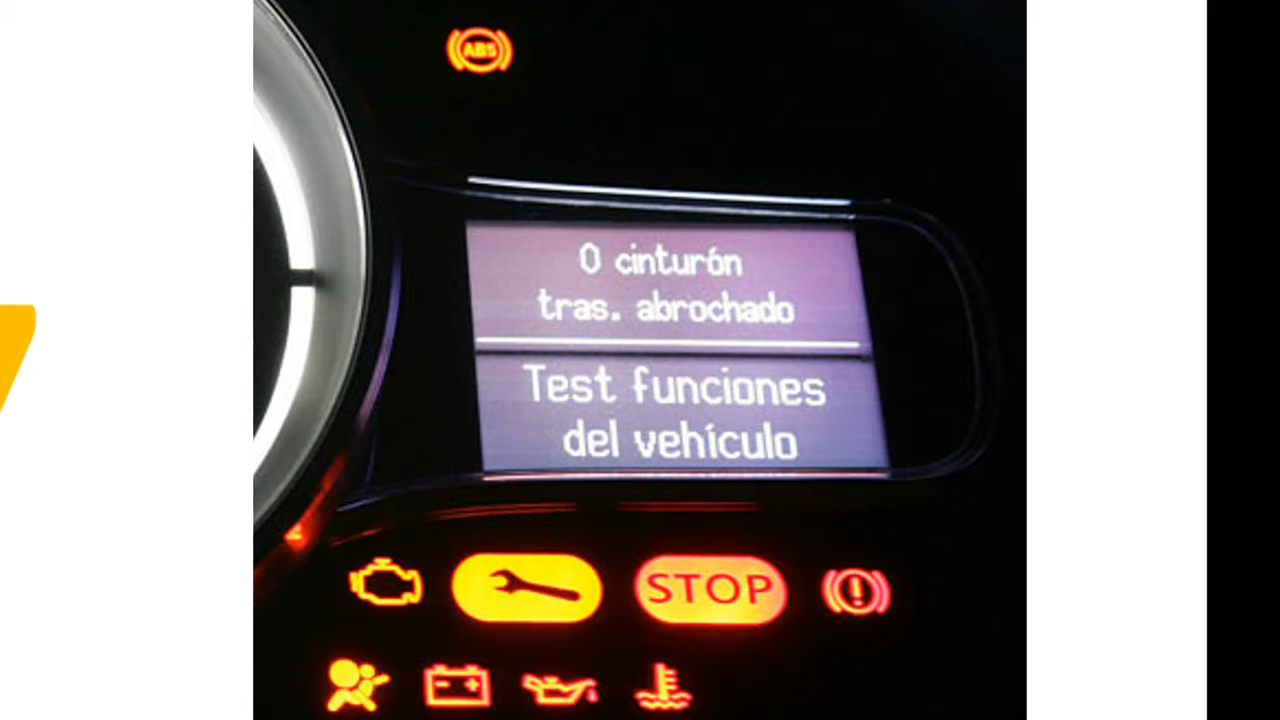 ABS
0 cinturón
tras. abrochado
Test funciones
del vehículo
STOP